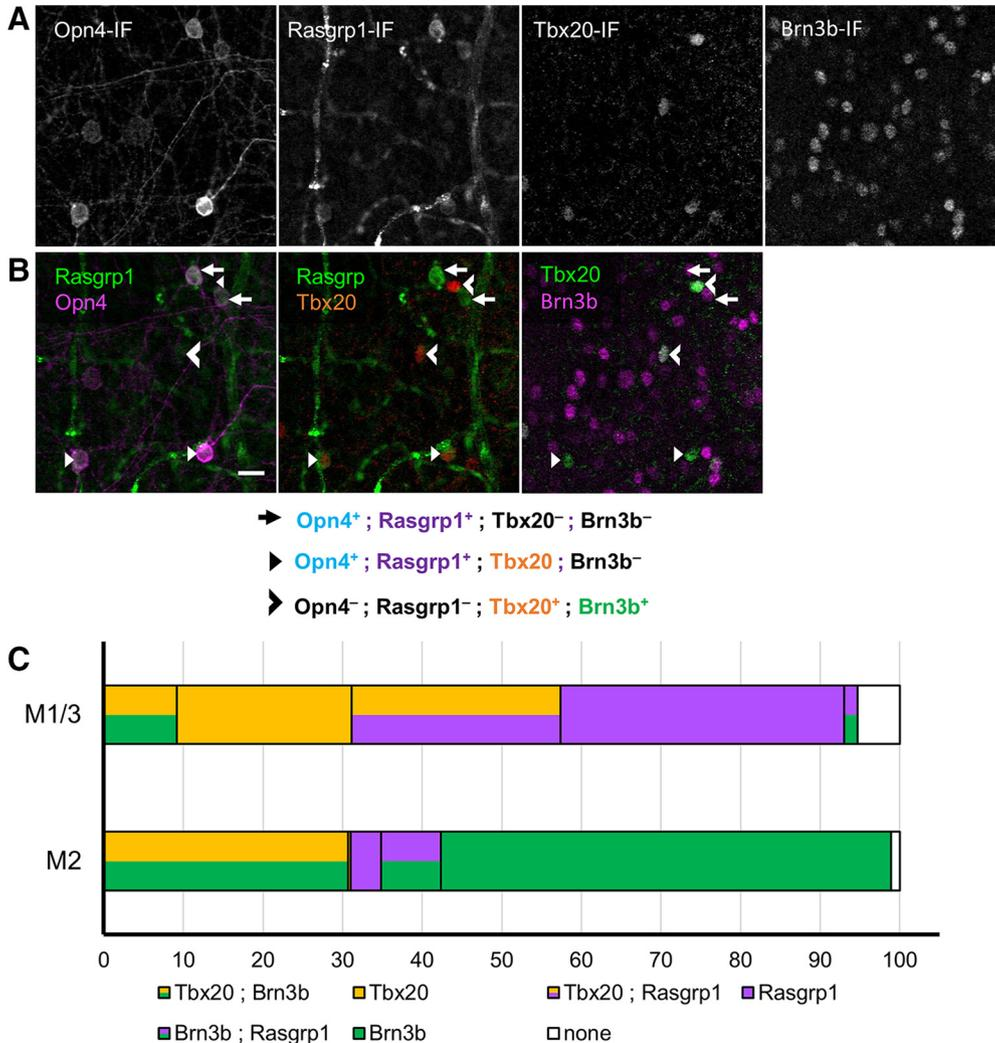 A
Opn4-IF
Rasgrp1-IF
Tbx20-IF
Brn3b-IF
B
Rasgrp1
Opn4
Rasgrp
Tbx20
Tbx20
Brn3b
Opn4⁺ ; Rasgrp1⁺ ; Tbx20⁻ ; Brn3b⁻
Opn4⁺ ; Rasgrp1⁺ ; Tbx20 ; Brn3b⁻
Opn4⁻ ; Rasgrp1⁻ ; Tbx20⁺ ; Brn3b⁺
C
M1/3
M2
0 10 20 30 40 50 60 70 80 90 100
Tbx20 ; Brn3b Tbx20 Tbx20 ; Rasgrp1 Rasgrp1
Brn3b ; Rasgrp1 Brn3b none